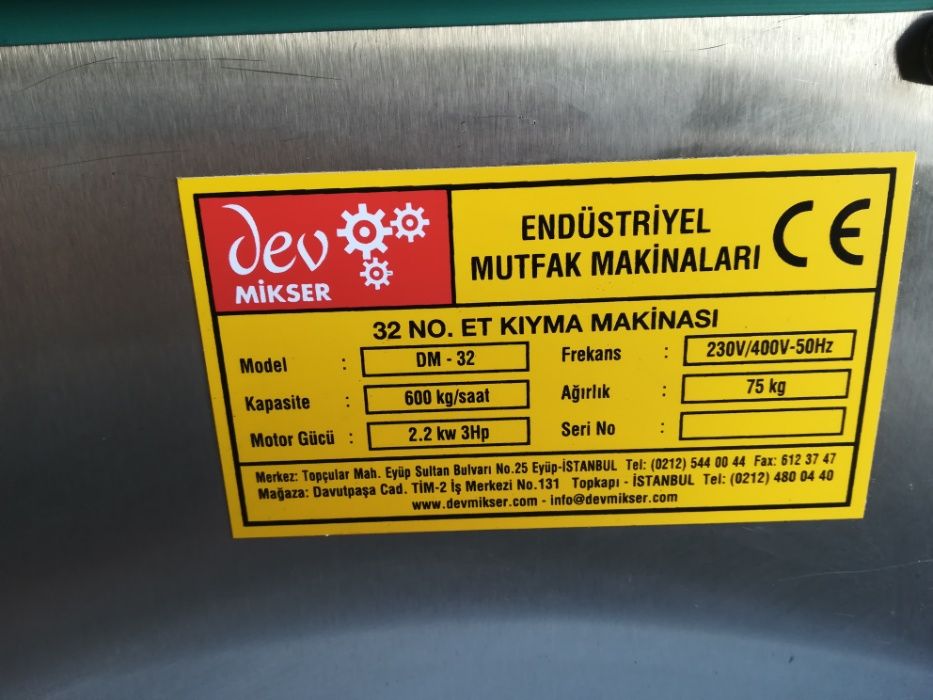 dev
MİKSER
ENDÜSTRİYEL
MUTFAK MAKİNALARI
CE
32 NO. ET KIYMA MAKİNASI
Model : DM - 32
Frekans : 230V/400V-50Hz
Kapasite : 600 kg/saat
Ağırlık : 75 kg
Motor Gücü : 2.2 kw 3Hp
Seri No :
Merkez: Topçular Mah. Eyüp Sultan Bulvarı No.25 Eyüp-İSTANBUL Tel: (0212) 544 00 44 Fax: 612 37 47
Mağaza: Davutpaşa Cad. TİM-2 İş Merkezi No.131 Topkapı - İSTANBUL Tel: (0212) 480 04 40
www.devmikser.com - info@devmikser.com